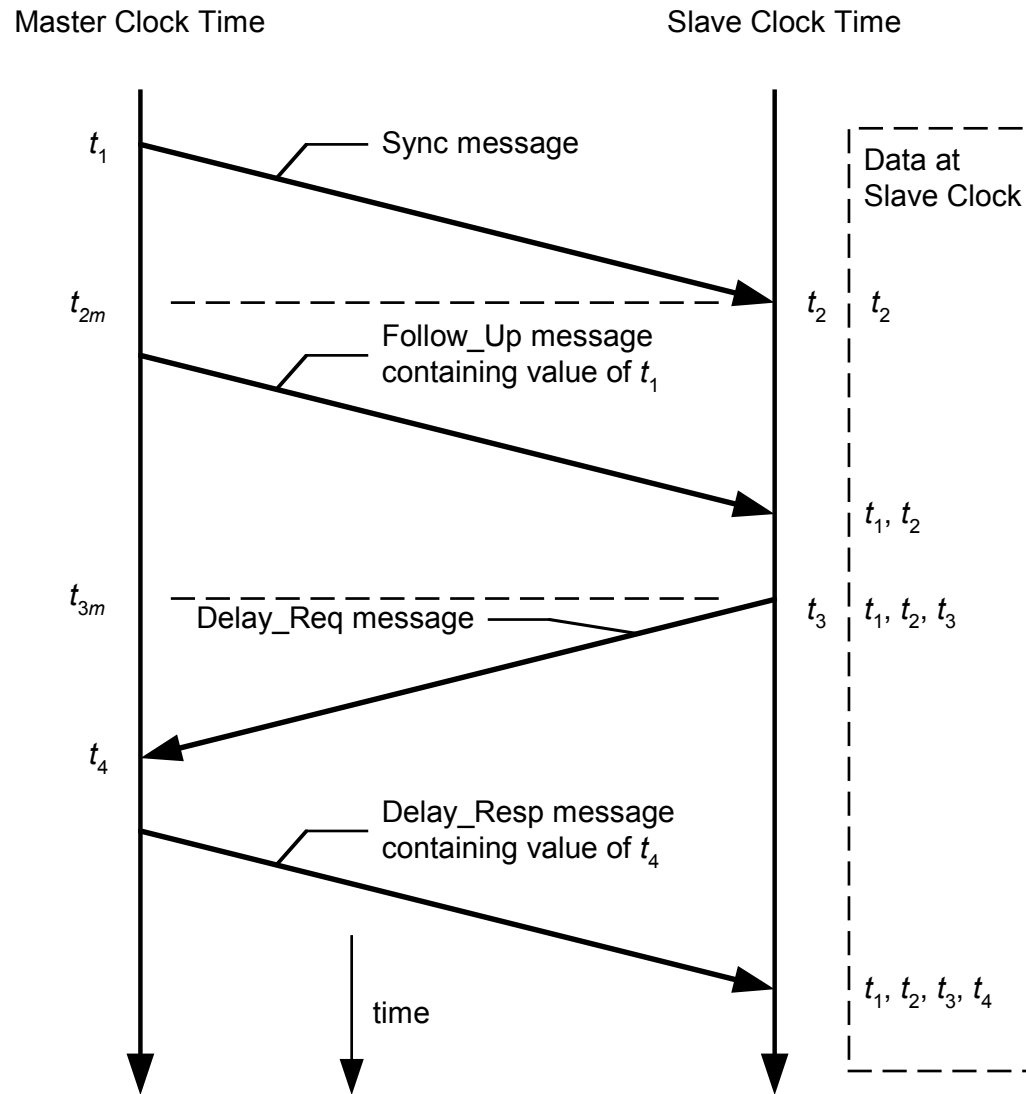 Master Clock Time
Slave Clock Time
t1
Sync message
Data at
Slave Clock
t2m
t2
t2
Follow_Up message
containing value of t1
t1, t2
t3m
Delay_Req message
t3
t1, t2, t3
t4
Delay_Resp message
containing value of t4
t1, t2, t3, t4
time